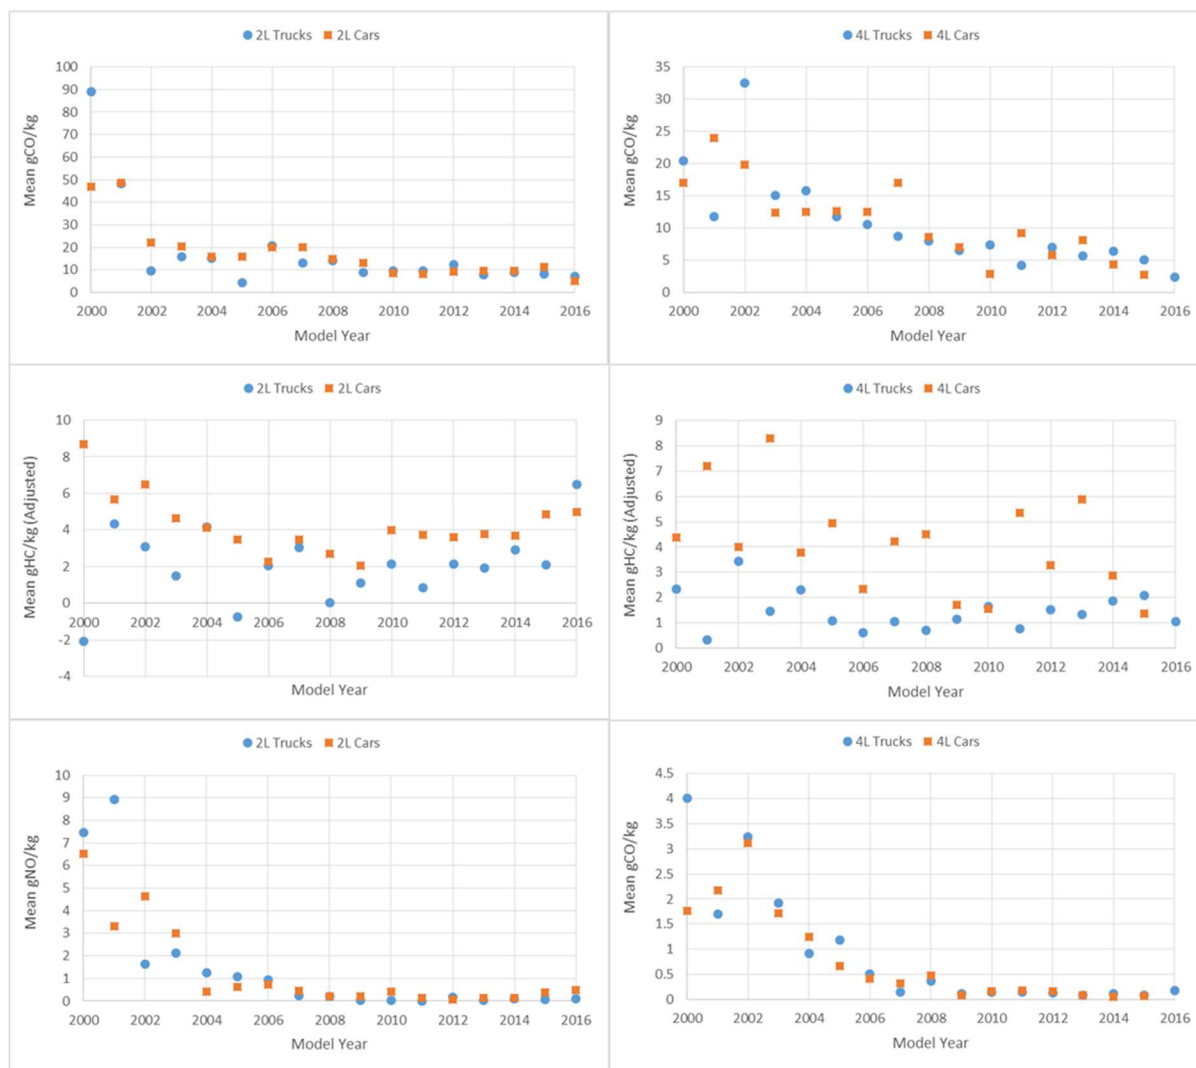 2L Trucks 2L Cars
100
90
80
70
60
50
40
30
20
10
0
Mean gCO/kg
2000 2002 2004 2006 2008 2010 2012 2014 2016
Model Year
4L Trucks 4L Cars
35
30
25
20
15
10
5
0
Mean gCO/kg
2000 2002 2004 2006 2008 2010 2012 2014 2016
Model Year
2L Trucks 2L Cars
10
8
6
4
2
0
-2
-4
Mean gHC/kg (Adjusted)
2000 2002 2004 2006 2008 2010 2012 2014 2016
Model Year
4L Trucks 4L Cars
9
8
7
6
5
4
3
2
1
0
Mean gHC/kg (Adjusted)
2000 2002 2004 2006 2008 2010 2012 2014 2016
Model Year
2L Trucks 2L Cars
10
9
8
7
6
5
4
3
2
1
0
Mean gNO/kg
2000 2002 2004 2006 2008 2010 2012 2014 2016
Model Year
4L Trucks 4L Cars
4.5
4
3.5
3
2.5
2
1.5
1
0.5
0
Mean gCO/kg
2000 2002 2004 2006 2008 2010 2012 2014 2016
Model Year